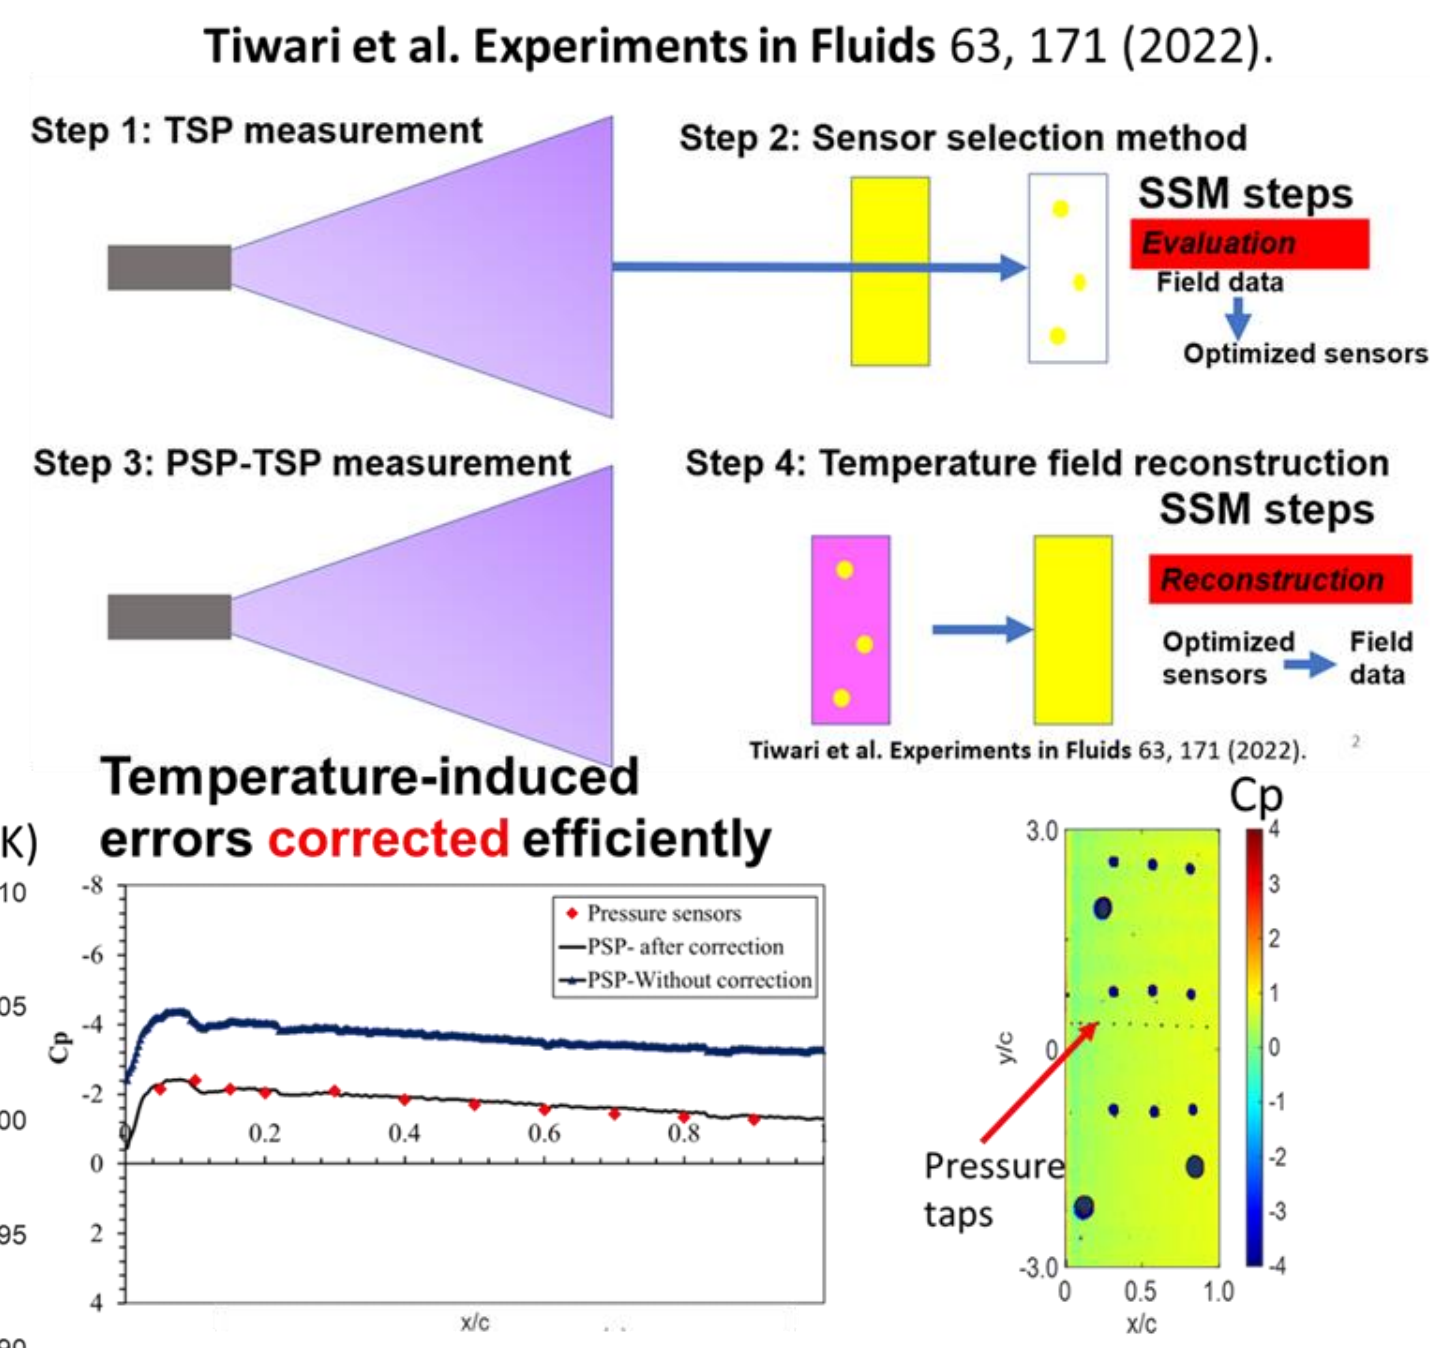 Tiwari et al. Experiments in Fluids 63, 171 (2022).
Step 1: TSP measurement
Step 2: Sensor selection method
SSM steps
Evaluation
Field data
Optimized sensors
Step 3: PSP-TSP measurement
Step 4: Temperature field reconstruction
SSM steps
Reconstruction
Optimized
sensors
Field
data
Tiwari et al. Experiments in Fluids 63, 171 (2022).
2
Temperature-induced
errors corrected efficiently
K)
10
05
00
95
90
-8
-6
-4
-2
0
2
4
Cp
0
0.2
0.4
0.6
0.8
1
x/c
Pressure sensors
PSP- after correction
PSP-Without correction
Cp
3.0
0
-3.0
y/c
0
0.5
1.0
x/c
4
3
2
1
0
-1
-2
-3
-4
Pressure
taps